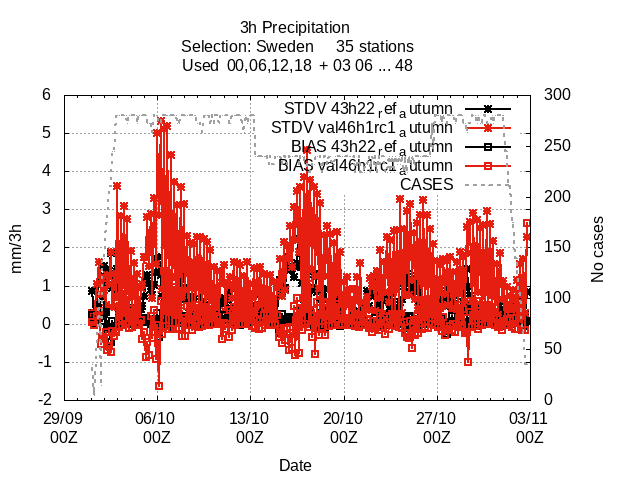 3h Precipitation
Selection: Sweden 35 stations
Used 00,06,12,18 + 03 06 ... 48
STDV 43h22ref_autumn
STDV val46h1rc1_autumn
BIAS 43h22ref_autumn
BIAS val46h1rc1_autumn
CASES
6
5
4
3
2
1
0
-1
-2
mm/3h
300
250
200
150
100
50
0
No cases
29/09 06/10 13/10 20/10 27/10 03/11
00Z 00Z 00Z 00Z 00Z 00Z
Date